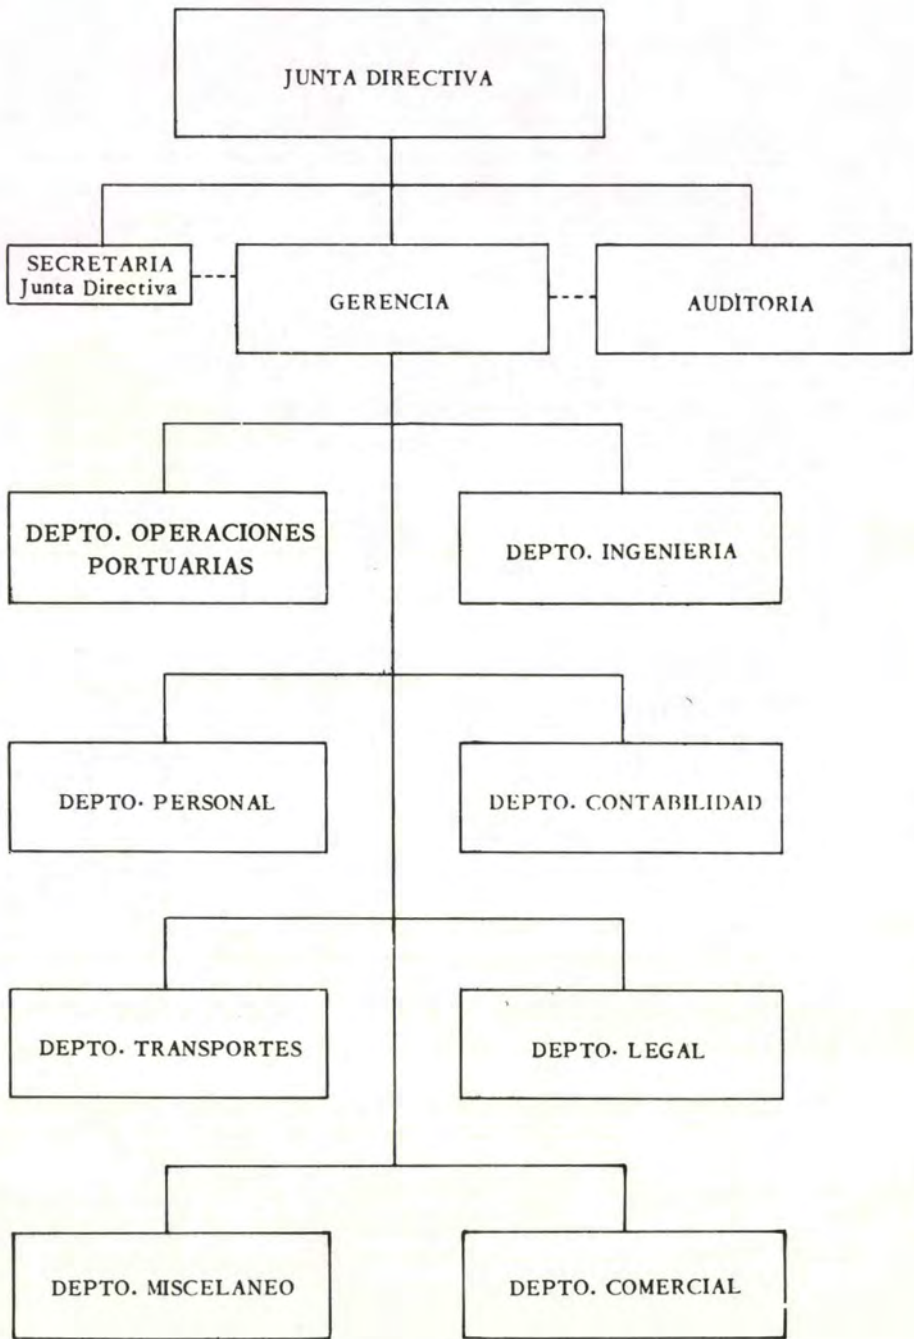 JUNTA DIRECTIVA
SECRETARIA
Junta Directiva
GERENCIA
AUDITORIA
DEPTO. OPERACIONES
PORTUARIAS
DEPTO. INGENIERIA
DEPTO. PERSONAL
DEPTO. CONTABILIDAD
DEPTO. TRANSPORTES
DEPTO. LEGAL
DEPTO. MISCELANEO
DEPTO. COMERCIAL